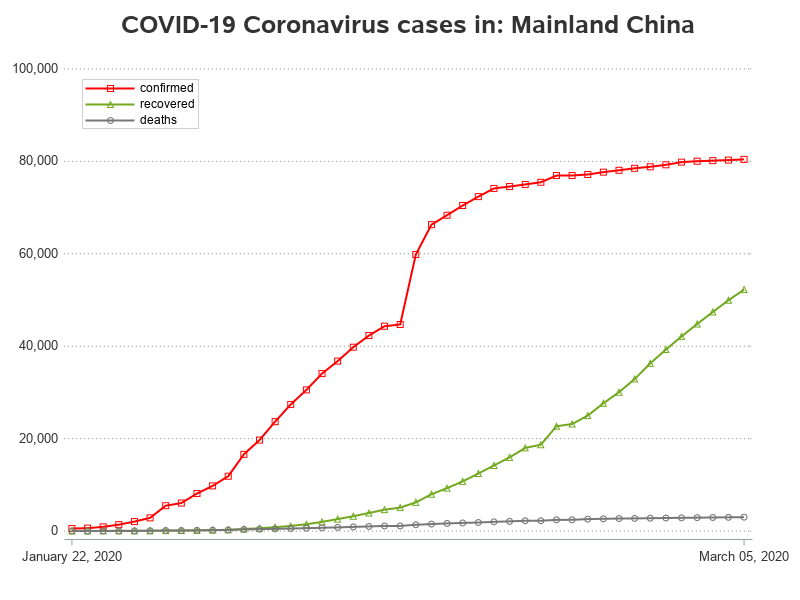 COVID-19 Coronavirus cases in: Mainland China
100,000
confirmed
recovered
deaths
80,000
60,000
40,000
20,000
0
January 22, 2020
March 05, 2020